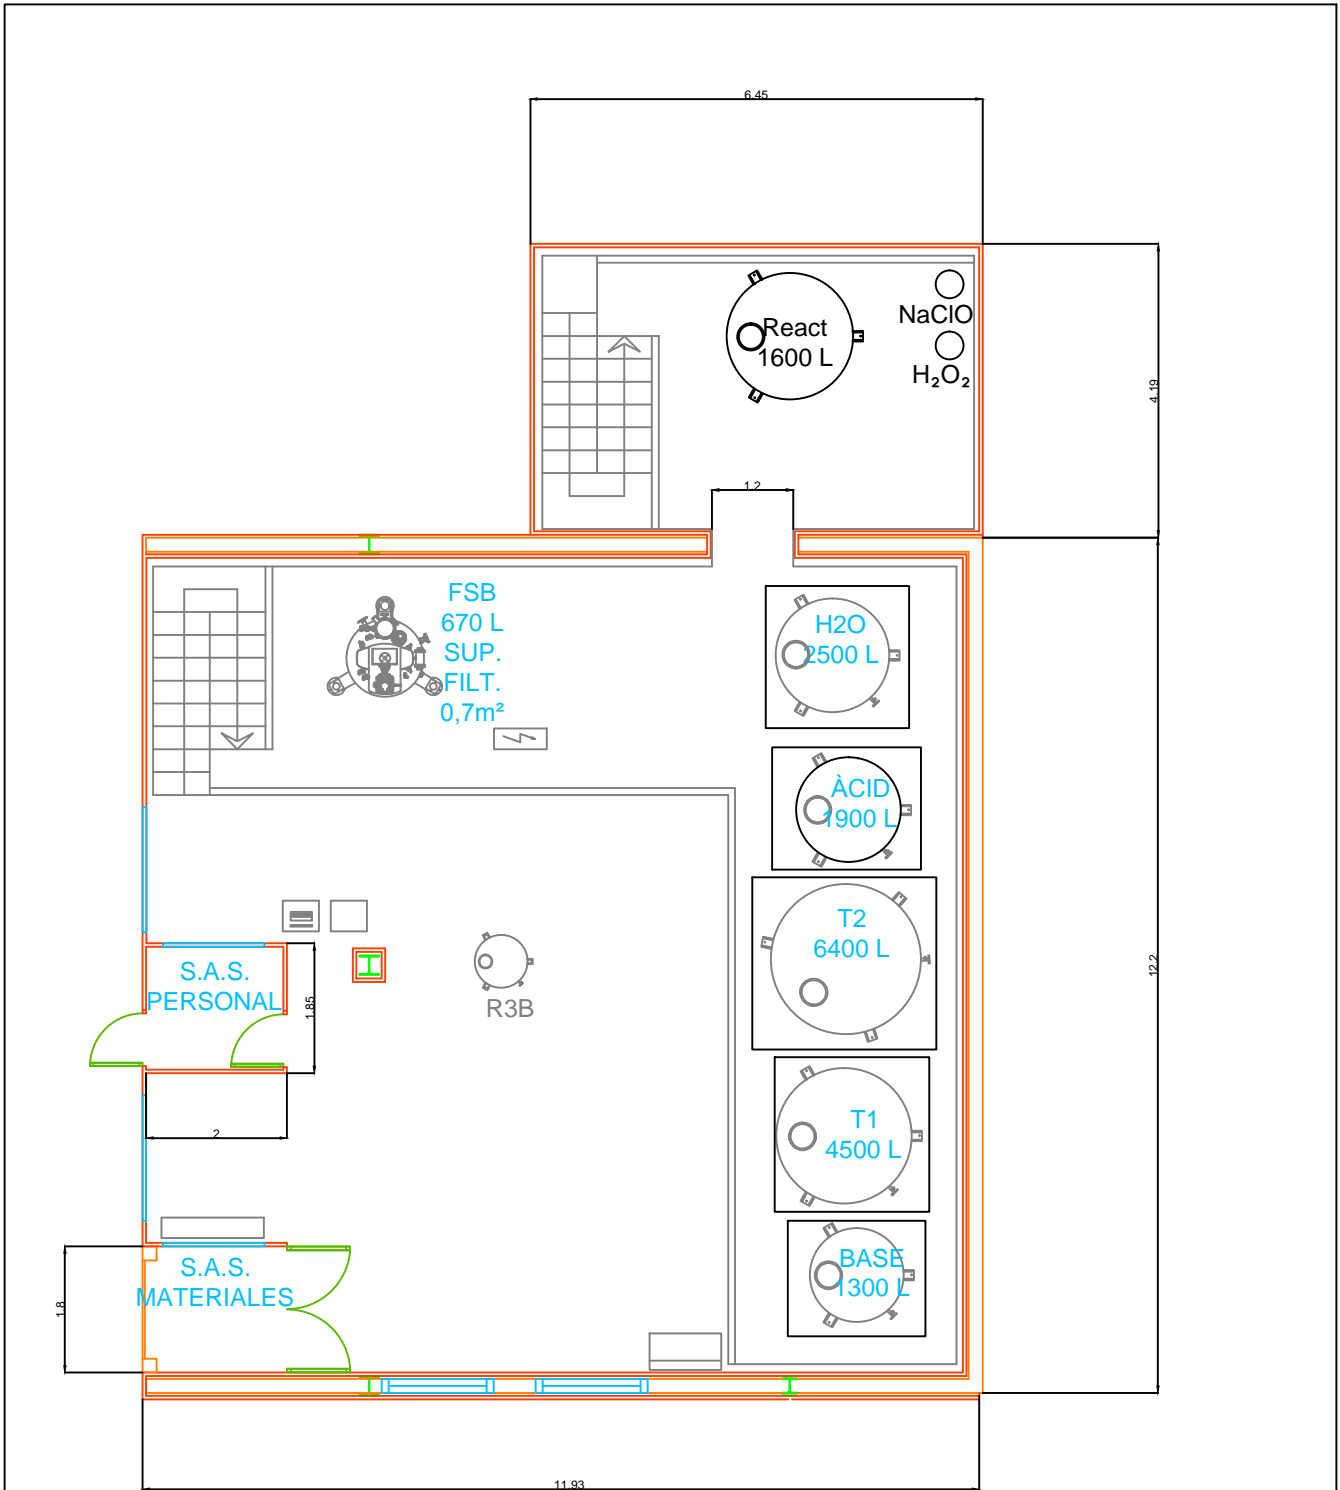 6.45
React
1600 L
NaClO
H₂O₂
4.19
1.2
FSB
670 L
SUP.
FILT.
0,7m²
H2O
2500 L
ÀCID
1900 L
T2
6400 L
S.A.S.
PERSONAL
1.85
R3B
12.2
T1
4500 L
2
S.A.S.
MATERIALES
1.8
BASE
1300 L
11.93